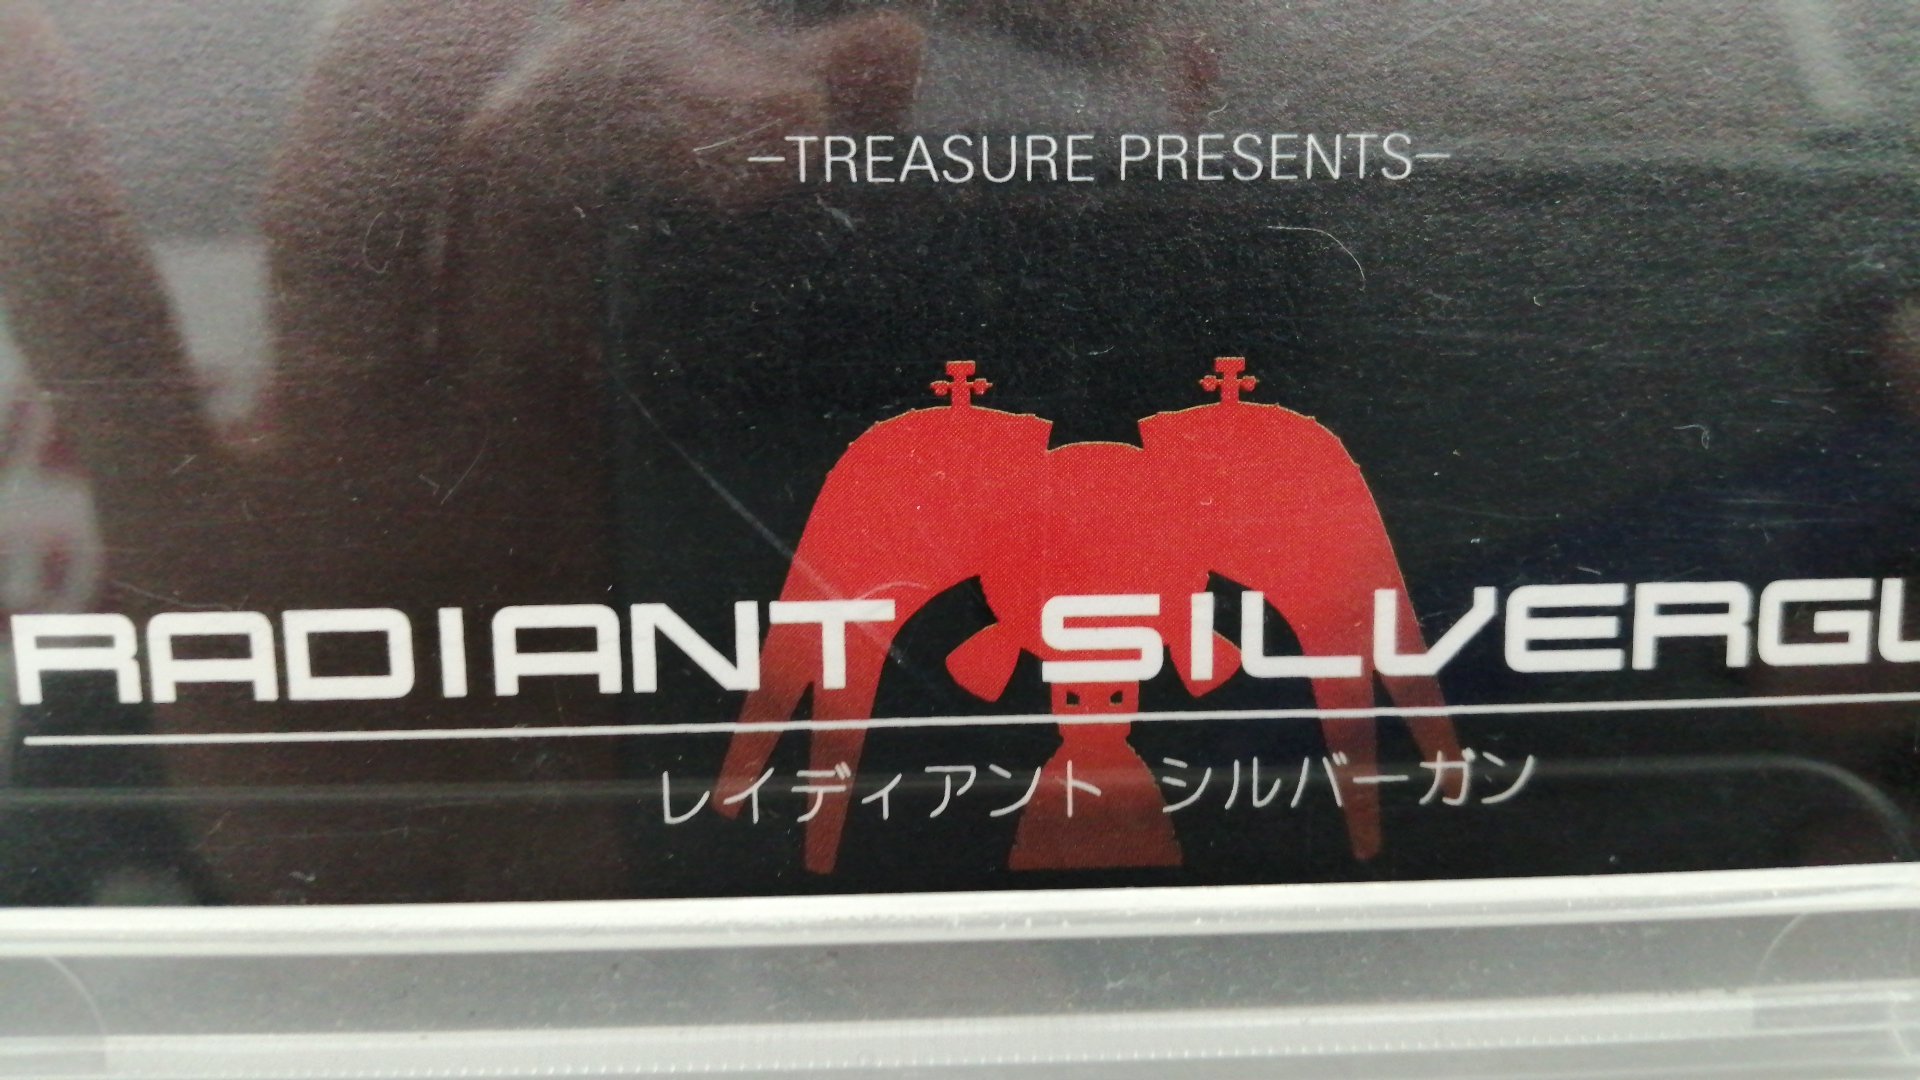 -TREASURE PRESENTS-
RADIANT SILVERGU
レイディアント シルバーガン